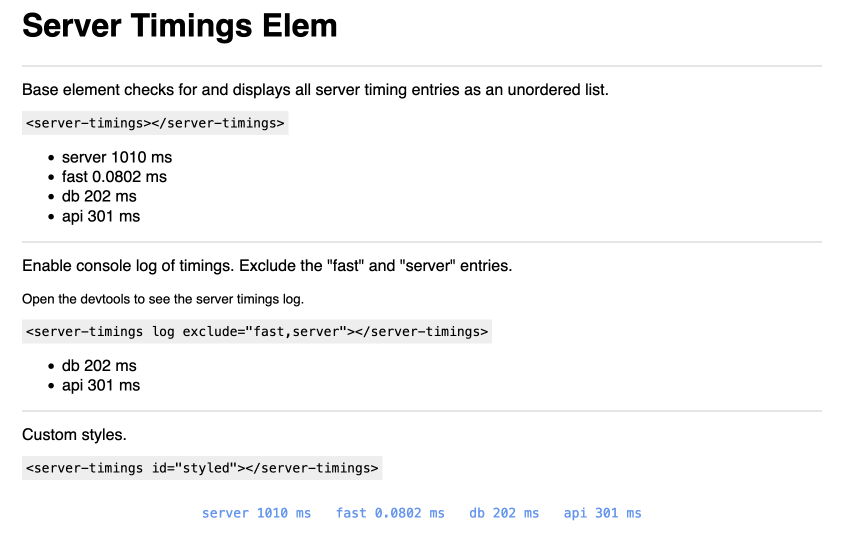 Server Timings Elem
Base element checks for and displays all server timing entries as an unordered list.
<server-timings></server-timings>
• server 1010 ms
• fast 0.0802 ms
• db 202 ms
• api 301 ms
Enable console log of timings. Exclude the "fast" and "server" entries.
Open the devtools to see the server timings log.
<server-timings log exclude="fast,server"></server-timings>
• db 202 ms
• api 301 ms
Custom styles.
<server-timings id="styled"></server-timings>
server 1010 ms fast 0.0802 ms db 202 ms api 301 ms